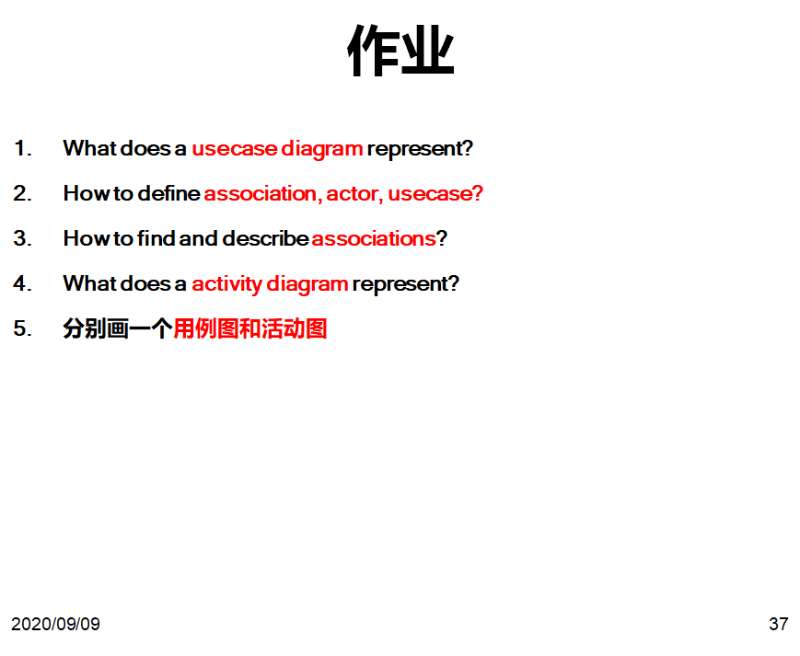 作业
1. What does a usecase diagram represent?
2. How to define association, actor, usecase?
3. How to find and describe associations?
4. What does a activity diagram represent?
5. 分别画一个用例图和活动图
2020/09/09
37